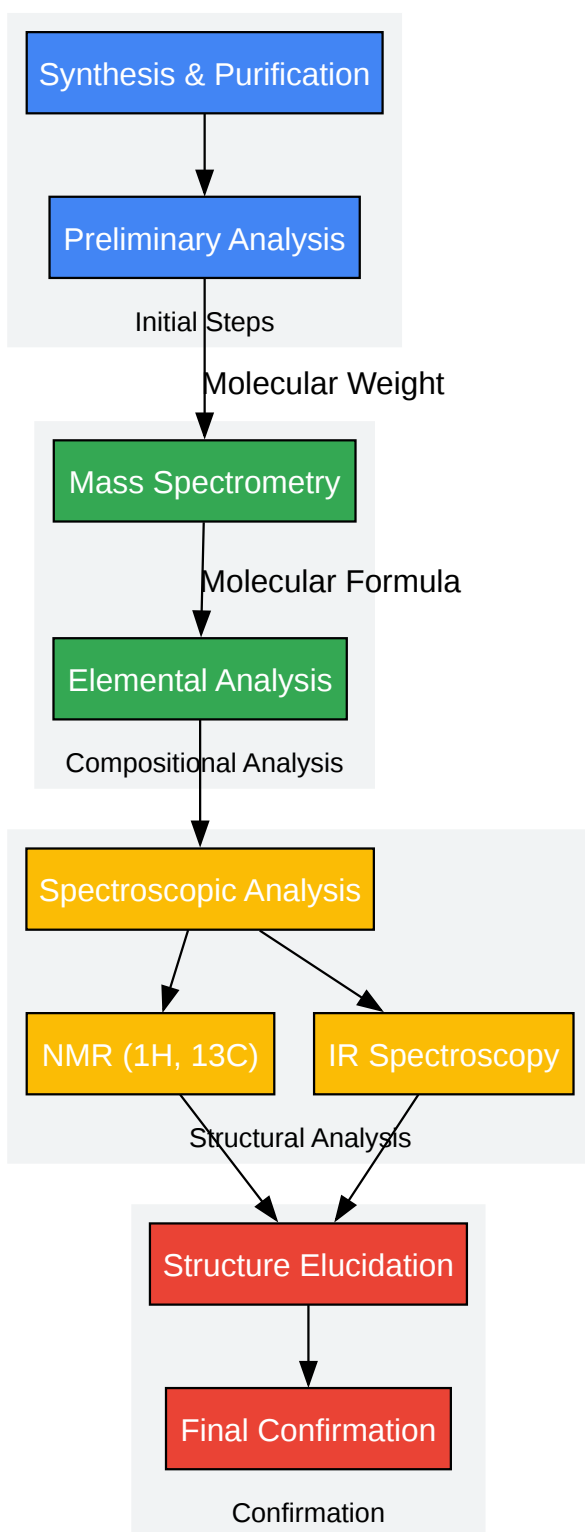 Synthesis & Purification
Preliminary Analysis
Initial Steps
Molecular Weight
Mass Spectrometry
Molecular Formula
Elemental Analysis
Compositional Analysis
Spectroscopic Analysis
NMR (1H, 13C)
IR Spectroscopy
Structural Analysis
Structure Elucidation
Final Confirmation
Confirmation